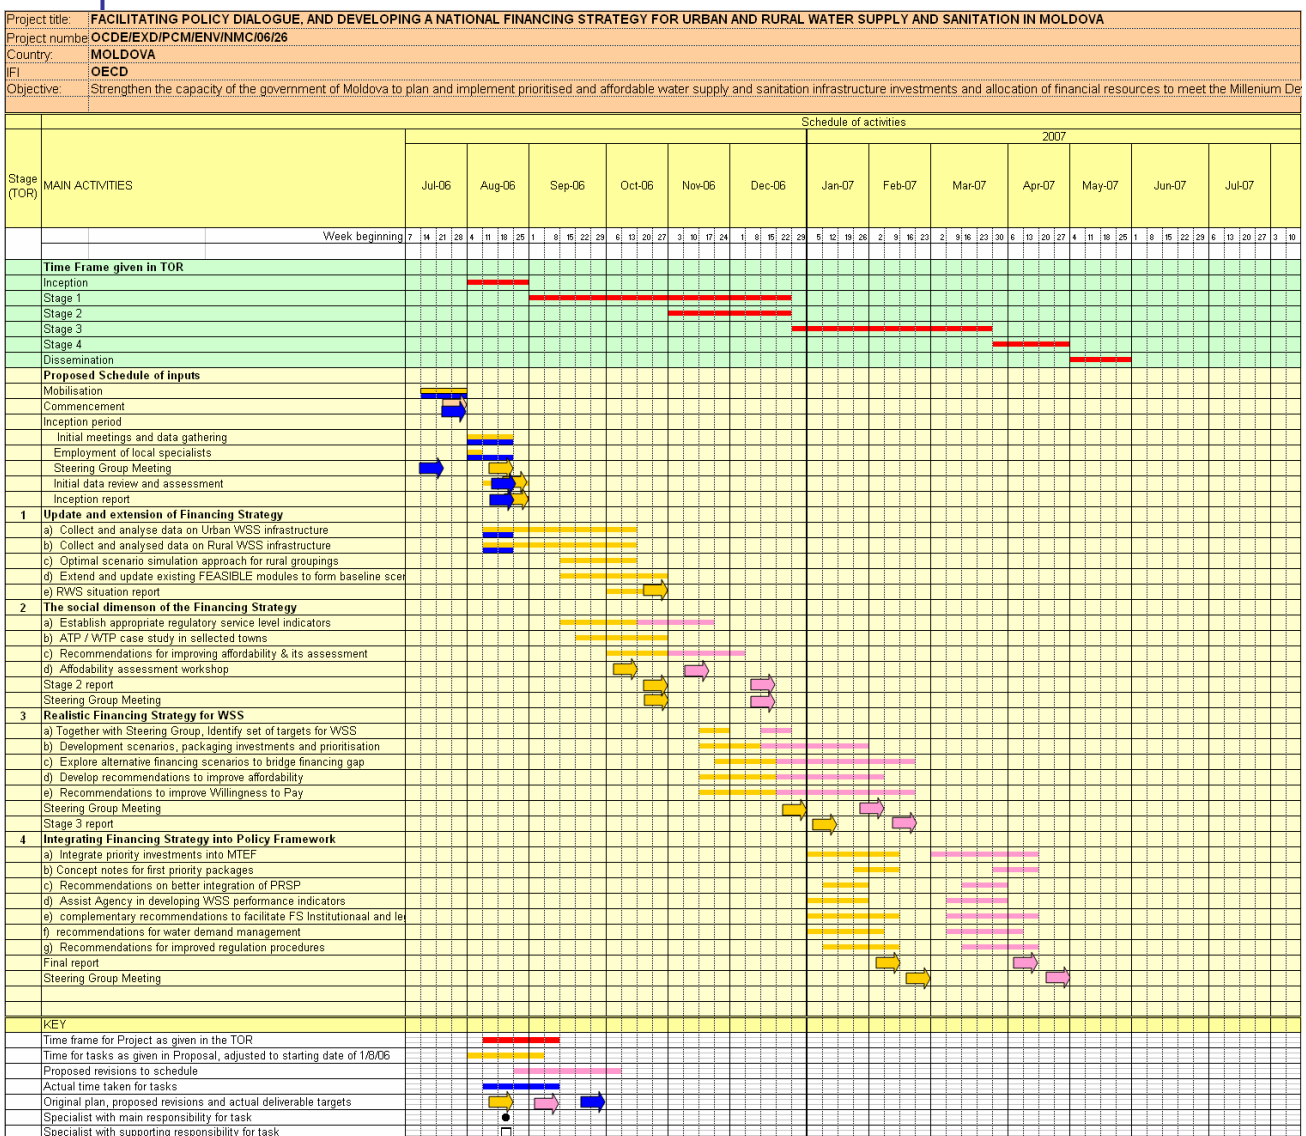 Project title: FACILITATING POLICY DIALOGUE, AND DEVELOPING A NATIONAL FINANCING STRATEGY FOR URBAN AND RURAL WATER SUPPLY AND SANITATION IN MOLDOVA
Project numbe OCDE/EXD/PCM/ENV/NMC/06/26
Country: MOLDOVA
IFI OECD
Objective: Strengthen the capacity of the government of Moldova to plan and implement prioritised and affordable water supply and sanitation infrastructure investments and allocation of financial resources to meet the Millenium De
Schedule of activities
2007
Stage (TOR) MAIN ACTIVITIES Jul-06 Aug-06 Sep-06 Oct-06 Nov-06 Dec-06 Jan-07 Feb-07 Mar-07 Apr-07 May-07 Jun-07 Jul-07
Week beginning 7 14 21 28 4 11 18 25 1 8 15 22 29 6 13 20 27 3 10 17 24 1 8 15 22 29 5 12 19 26 2 9 16 23 2 9 16 23 30 6 13 20 27 4 11 18 25 1 8 15 22 29 6 13 20 27 3 10
Time Frame given in TOR
Inception
Stage 1
Stage 2
Stage 3
Stage 4
Dissemination
Proposed Schedule of inputs
Mobilisation
Commencement
Inception period
Initial meetings and data gathering
Employment of local specialists
Steering Group Meeting
Initial data review and assessment
Inception report
1 Update and extension of Financing Strategy
a) Collect and analyse data on Urban WSS infrastructure
b) Collect and analysed data on Rural WSS infrastructure
c) Optimal scenario simulation approach for rural groupings
d) Extend and update existing FEASIBLE modules to form baseline scer
e) RWS situation report
2 The social dimenson of the Financing Strategy
a) Establish appropriate regulatory service level indicators
b) ATP / WTP case study in sellected towns
c) Recommendations for improving affordability & its assessment
d) Affodability assessment workshop
Stage 2 report
Steering Group Meeting
3 Realistic Financing Strategy for WSS
a) Together with Steering Group, Identify set of targets for WSS
b) Development scenarios, packaging investments and prioritisation
c) Explore alternative financing scenarios to bridge financing gap
d) Develop recommendations to improve affordability
e) Recommendations to improve Willingness to Pay
Steering Group Meeting
Stage 3 report
4 Integrating Financing Strategy into Policy Framework
a) Integrate priority investments into MTEF
b) Concept notes for first priority packages
c) Recommendations on better integration of PRSP
d) Assist Agency in developing WSS performance indicators
e) complementary recommendations to facilitate FS Institutionaal and leg
f) recommendations for water demand management
g) Recommendations for improved regulation procedures
Final report
Steering Group Meeting
KEY
Time frame for Project as given in the TOR
Time for tasks as given in Proposal, adjusted to starting date of 1/8/06
Proposed revisions to schedule
Actual time taken for tasks
Original plan, proposed revisions and actual deliverable targets
Specialist with main responsibility for task
Specialist with supporting responsibility for task